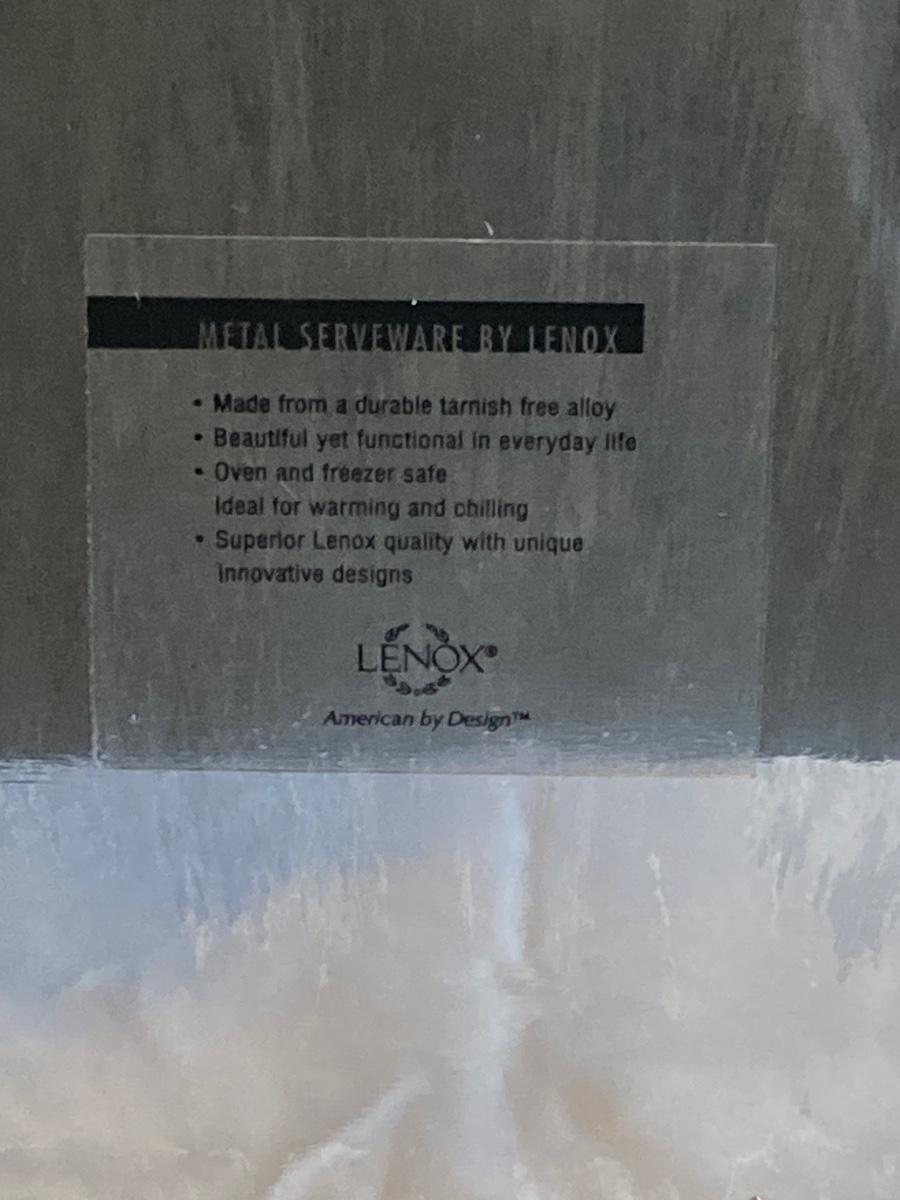 METAL SERVEWARE BY LENOX
• Made from a durable tarnish free alloy
• Beautiful yet functional in everyday life
• Oven and freezer safe
Ideal for warming and chilling
• Superior Lenox quality with unique
innovative designs
LENOX®
American by Design™